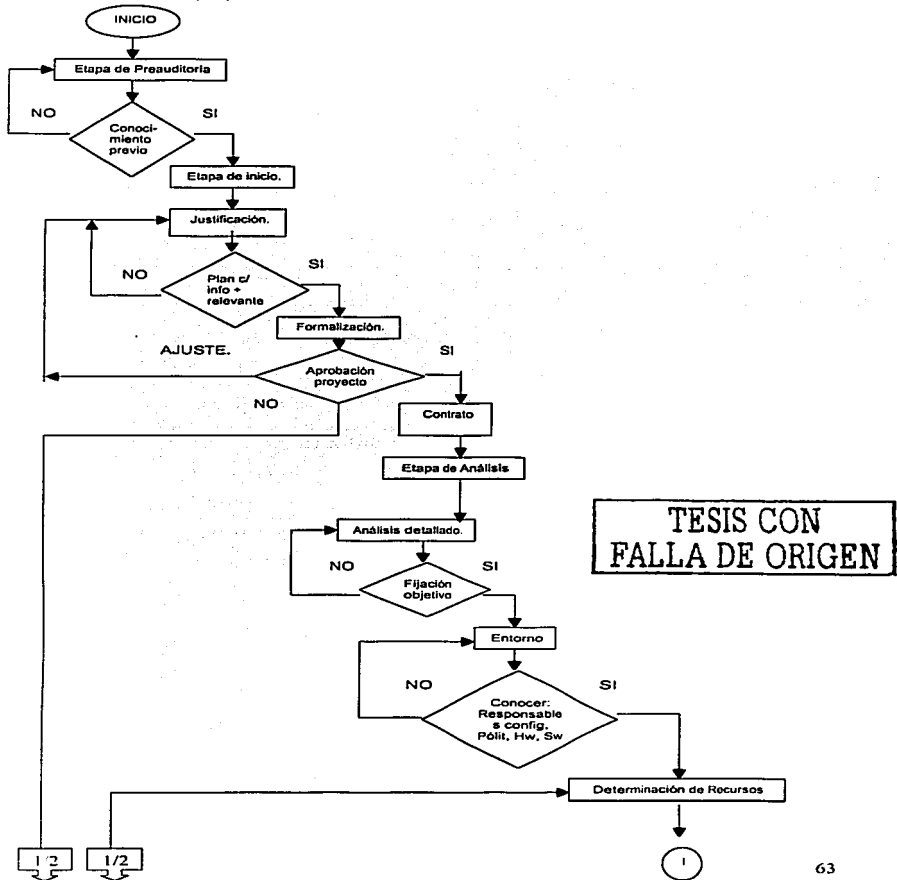 INICIO
Etapa de Preauditoria
NO
SI
Conoci-
miento
previo
Etapa de inicio.
Justificación.
NO
SI
Plan c/
info +
relevante
Formalización.
AJUSTE.
SI
Aprobación
proyecto
NO
Contrato
Etapa de Análisis
TESIS CON
FALLA DE ORIGEN
Análisis detallado.
NO
SI
Fijación
objetivo
Entorno
NO
SI
Conocer:
Responsable
s config,
Pólit, Hw, Sw
Determinación de Recursos
1/2
1/2
1
63